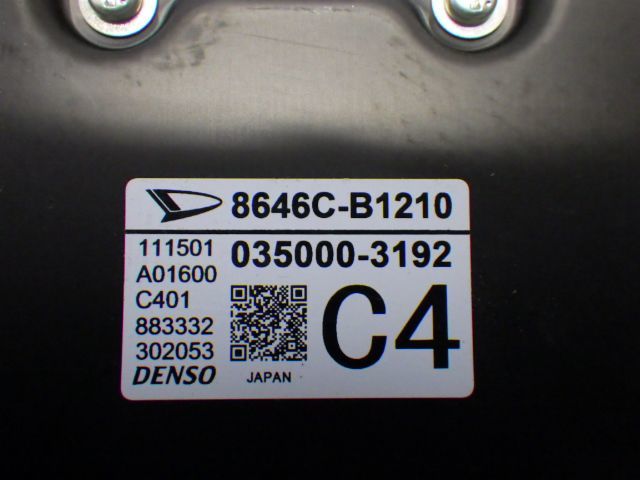 8646C-B1210
111501
A01600
C401
883332
302053
DENSO
035000-3192
C4
JAPAN